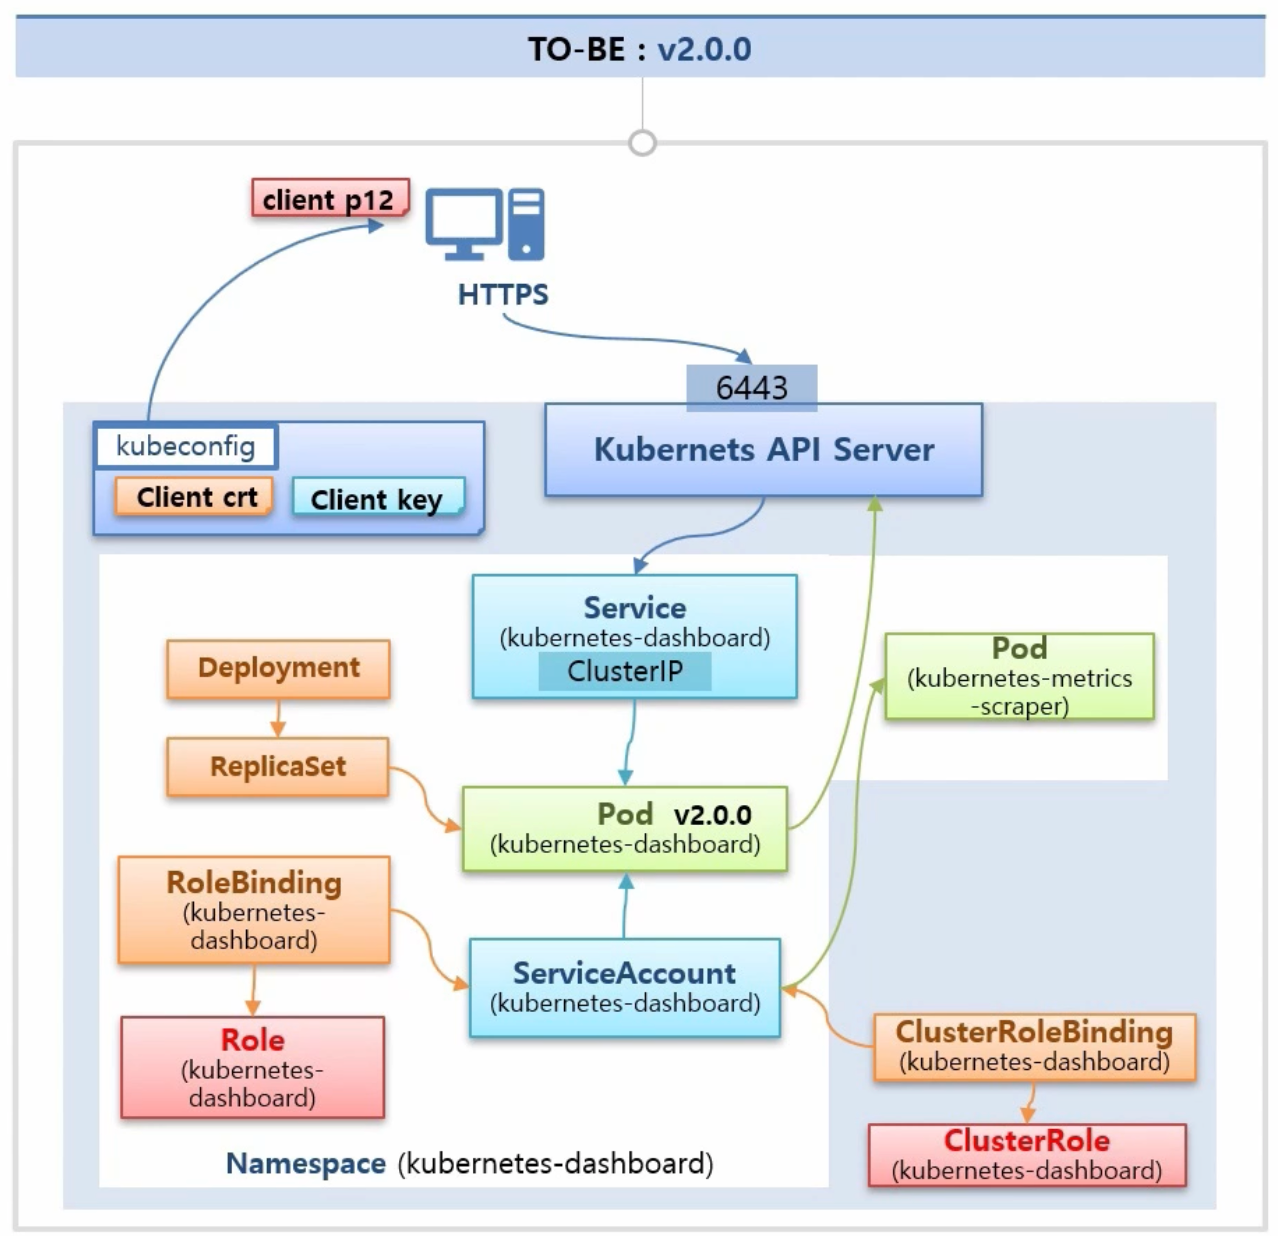 TO-BE : v2.0.0
client p12
HTTPS
6443
kubeconfig
Client crt
Client key
Kubernets API Server
Service
(kubernetes-dashboard)
ClusterIP
Deployment
ReplicaSet
Pod
(kubernetes-metrics
-scraper)
Pod v2.0.0
(kubernetes-dashboard)
RoleBinding
(kubernetes-
dashboard)
ServiceAccount
(kubernetes-dashboard)
Role
(kubernetes-
dashboard)
ClusterRoleBinding
(kubernetes-dashboard)
ClusterRole
(kubernetes-dashboard)
Namespace (kubernetes-dashboard)